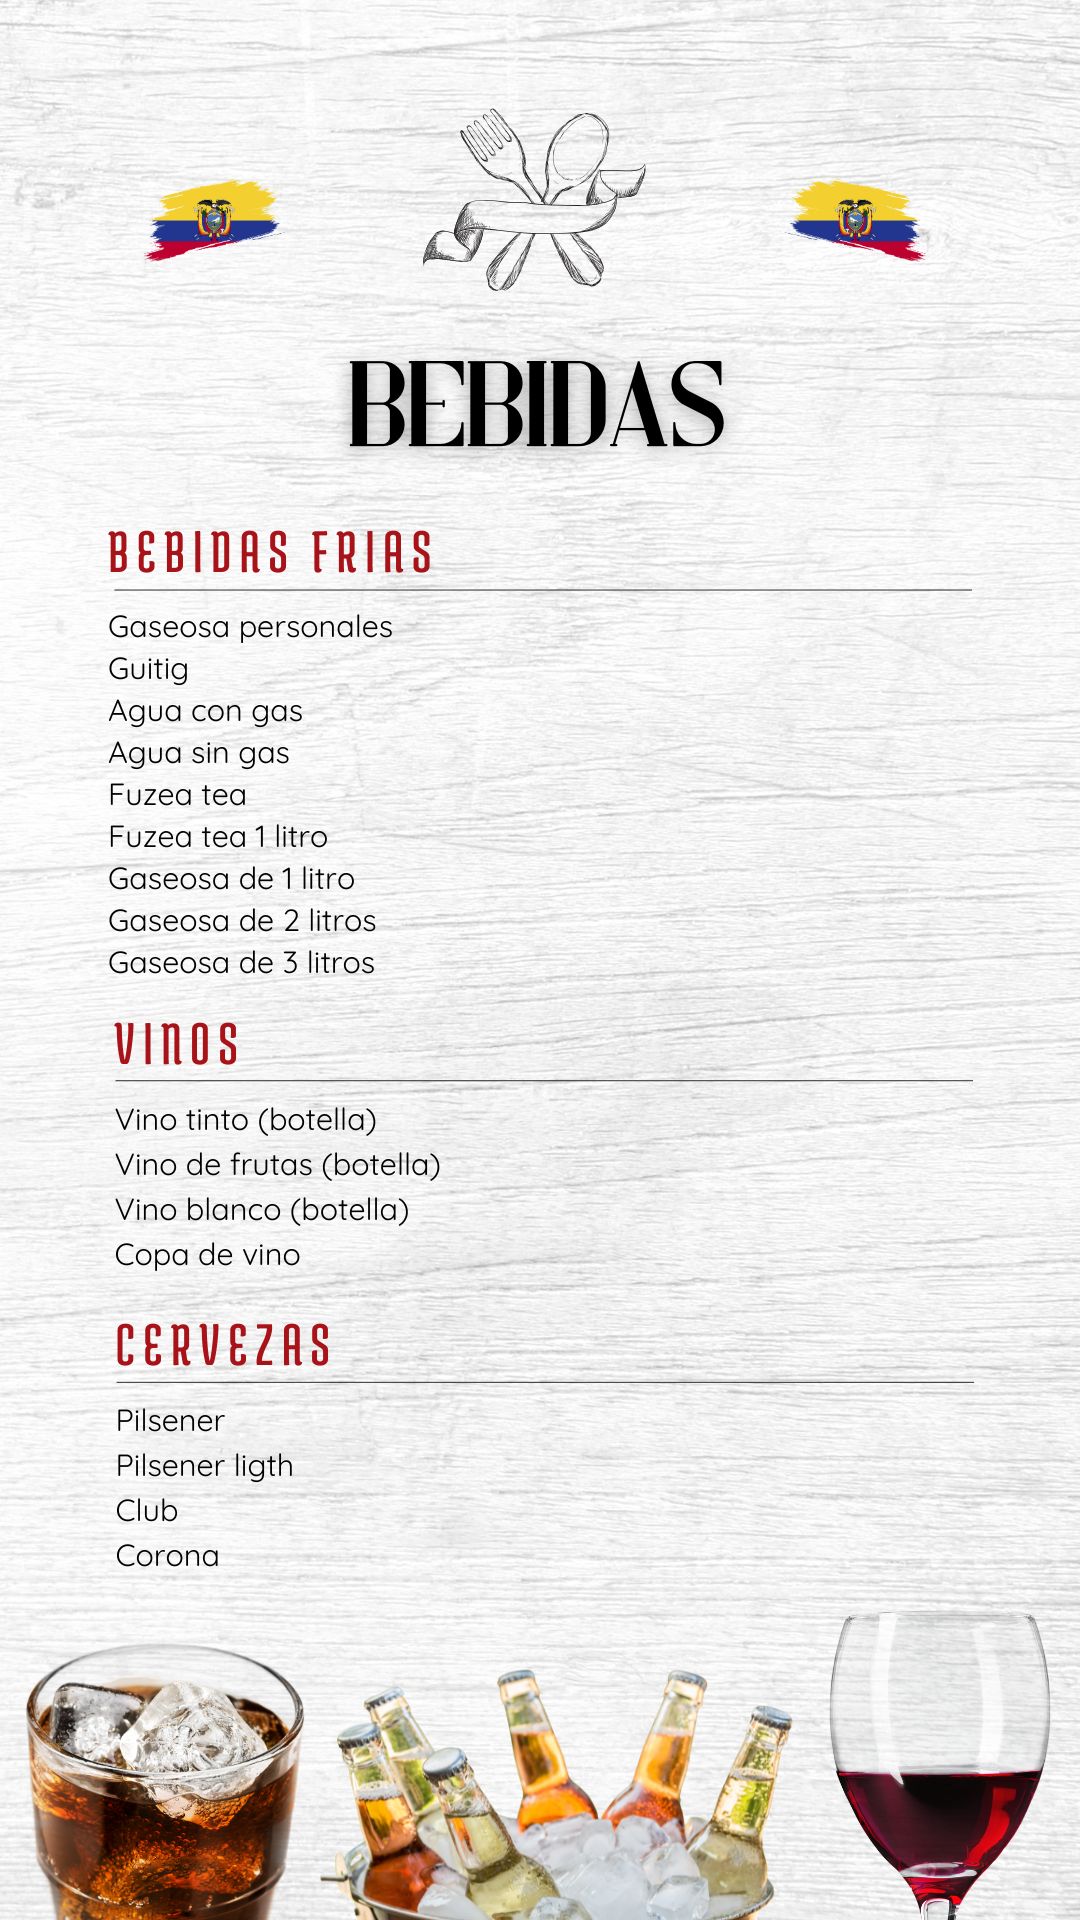 BEBIDAS
BEBIDAS FRIAS
Gaseosa personales
Guitig
Agua con gas
Agua sin gas
Fuzea tea
Fuzea tea 1 litro
Gaseosa de 1 litro
Gaseosa de 2 litros
Gaseosa de 3 litros
VINOS
Vino tinto (botella)
Vino de frutas (botella)
Vino blanco (botella)
Copa de vino
CERVEZAS
Pilsener
Pilsener ligth
Club
Corona